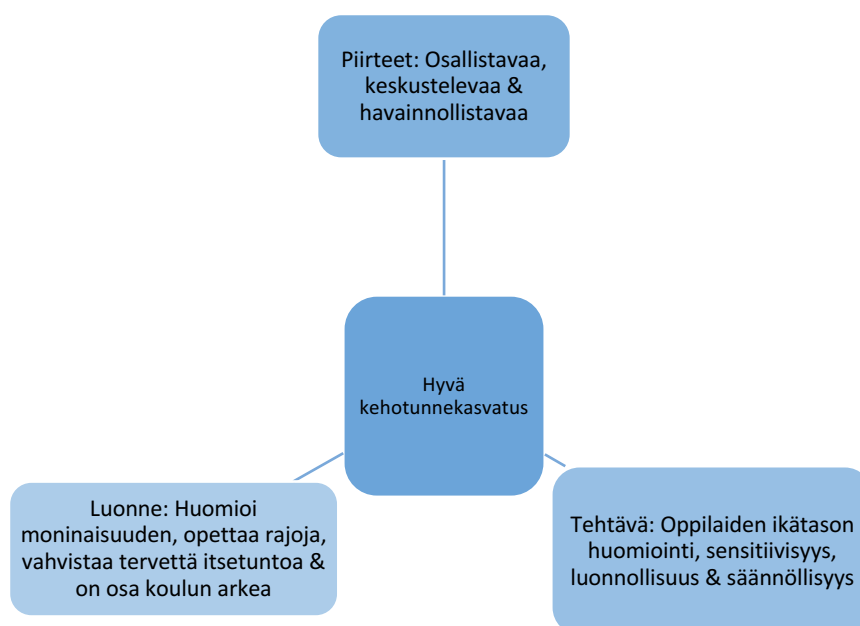 Piirteet: Osallistavaa,
keskustelevaa &
havainnollistavaa
Hyvä
kehotunnekasvatus
Luonne: Huomioi
moninaisuuden, opettaa rajoja,
vahvistaa tervettä itsetuntoa &
on osa koulun arkea
Tehtävä: Oppilaiden ikätason
huomiointi, sensitiivisyys,
luonnollisuus & säännöllisyys